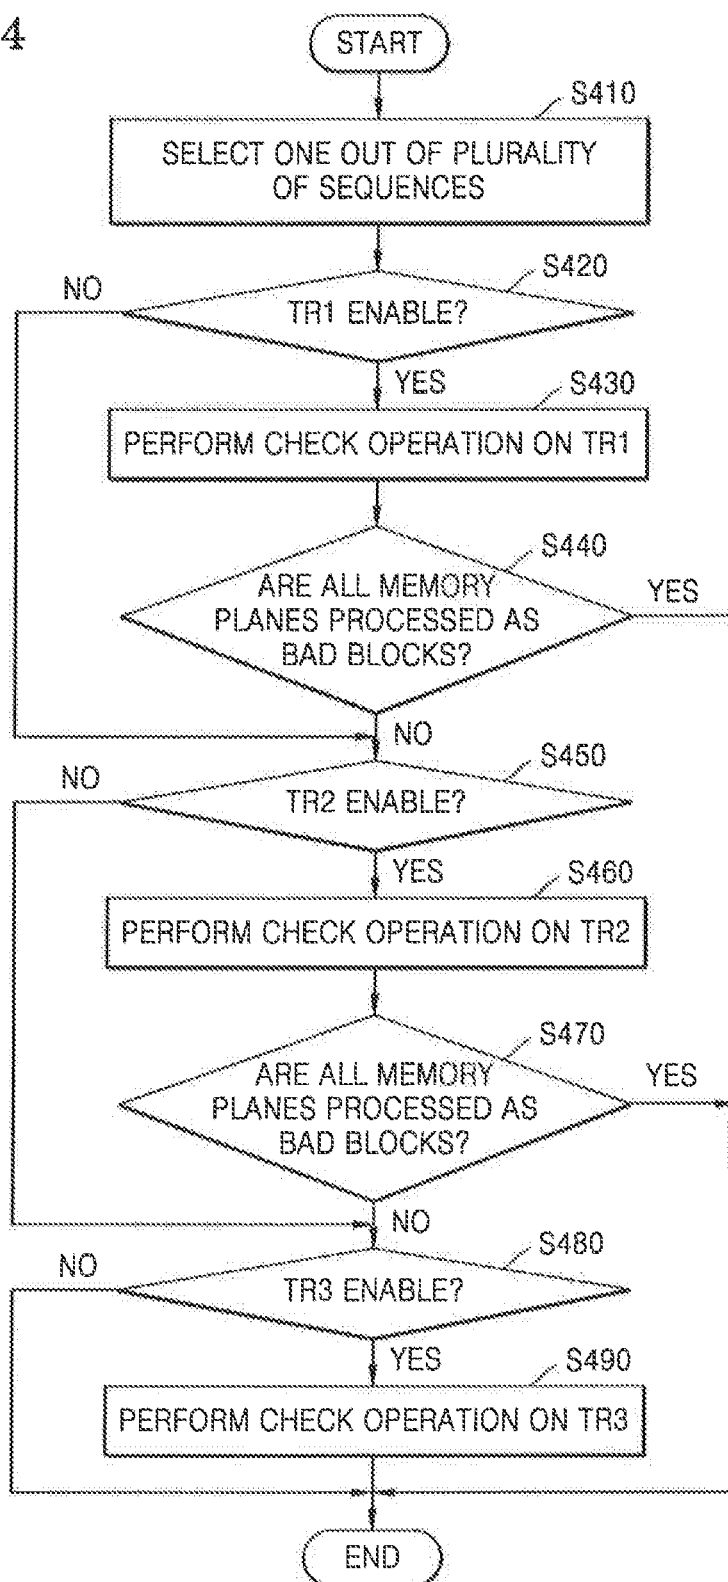 4
START
S410
SELECT ONE OUT OF PLURALITY
OF SEQUENCES
S420
NO
TR1 ENABLE?
YES
S430
PERFORM CHECK OPERATION ON TR1
S440
ARE ALL MEMORY
PLANES PROCESSED AS
BAD BLOCKS?
YES
NO
S450
NO
TR2 ENABLE?
YES
S460
PERFORM CHECK OPERATION ON TR2
S470
ARE ALL MEMORY
PLANES PROCESSED AS
BAD BLOCKS?
YES
NO
S480
NO
TR3 ENABLE?
YES
S490
PERFORM CHECK OPERATION ON TR3
END